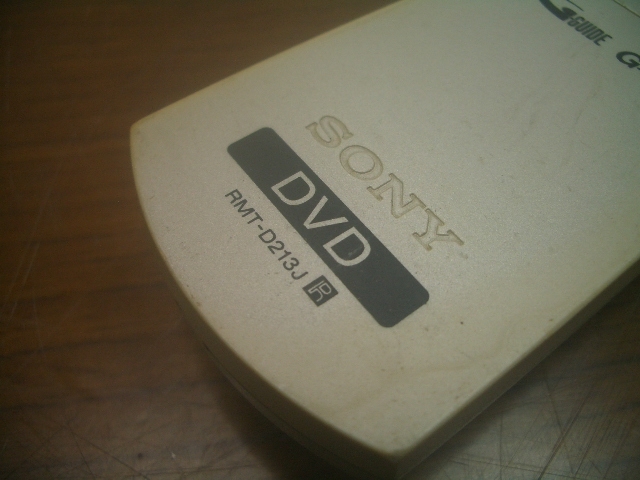 GUIDE G-
SONY
DVD
RMT-D213J R